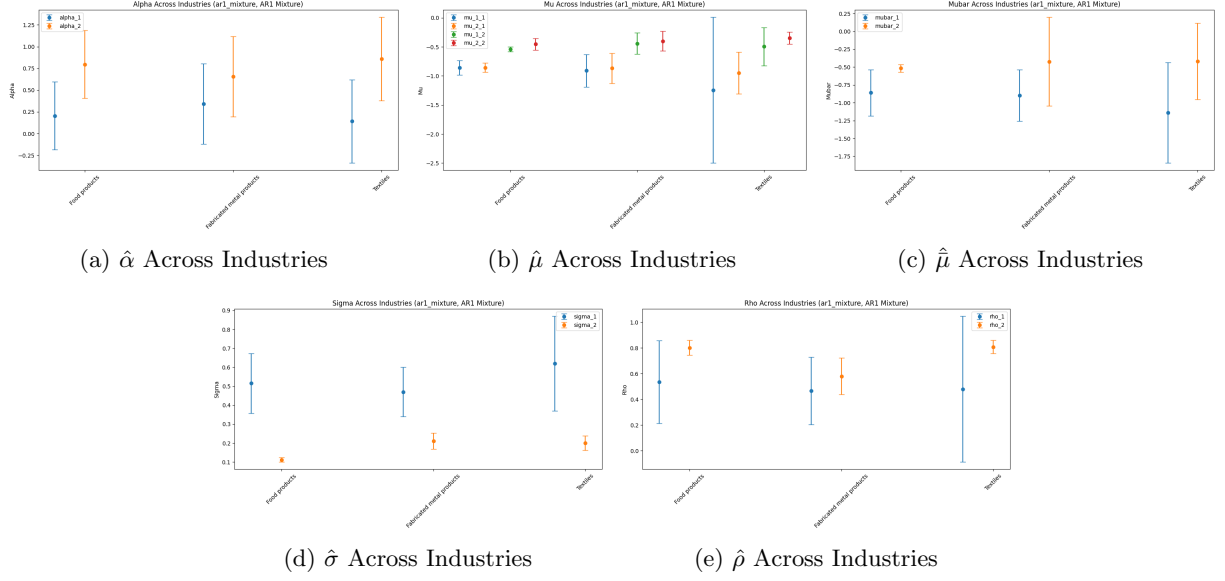 Alpha Across Industries (ar1_mixture, AR1 Mixture)
alpha_1
alpha_2
Alpha
1.25
1.00
0.75
0.50
0.25
0.00
−0.25
Food products
Fabricated metal products
Textiles
(a) α̂ Across Industries
Mu Across Industries (ar1_mixture, AR1 Mixture)
mu_1_1
mu_2_1
mu_1_2
mu_2_2
Mu
0.0
−0.5
−1.0
−1.5
−2.0
−2.5
Food products
Fabricated metal products
Textiles
(b) μ̂ Across Industries
Mubar Across Industries (ar1_mixture, AR1 Mixture)
mubar_1
mubar_2
Mubar
0.25
0.00
−0.25
−0.50
−0.75
−1.00
−1.25
−1.50
−1.75
Food products
Fabricated metal products
Textiles
(c) μ̄̂ Across Industries
Sigma Across Industries (ar1_mixture, AR1 Mixture)
sigma_1
sigma_2
Sigma
0.9
0.8
0.7
0.6
0.5
0.4
0.3
0.2
0.1
Food products
Fabricated metal products
Textiles
(d) σ̂ Across Industries
Rho Across Industries (ar1_mixture, AR1 Mixture)
rho_1
rho_2
Rho
1.0
0.8
0.6
0.4
0.2
0.0
Food products
Fabricated metal products
Textiles
(e) ρ̂ Across Industries